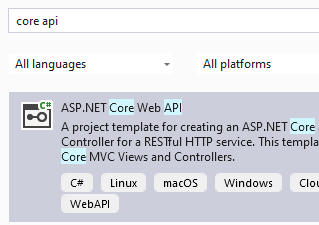 core api
All languages
All platforms
C#
ASP.NET Core Web API
A project template for creating an ASP.NET Core
Controller for a RESTful HTTP service. This templa
Core MVC Views and Controllers.
C# Linux macOS Windows Clou
WebAPI